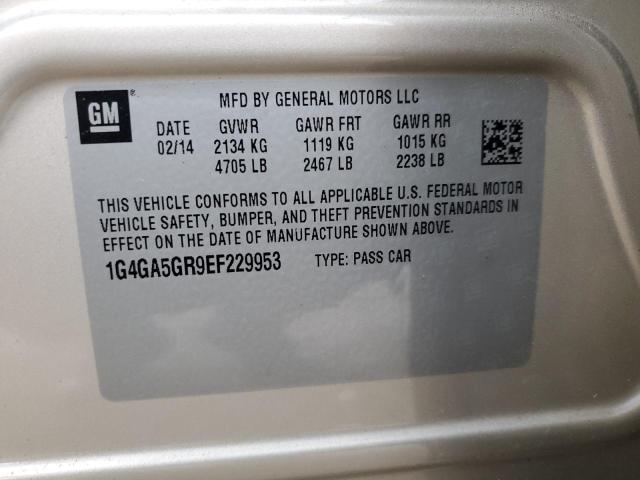 GM ®
MFD BY GENERAL MOTORS LLC
DATE GVWR GAWR FRT GAWR RR
02/14 2134 KG 1119 KG 1015 KG
4705 LB 2467 LB 2238 LB
THIS VEHICLE CONFORMS TO ALL APPLICABLE U.S. FEDERAL MOTOR
VEHICLE SAFETY, BUMPER, AND THEFT PREVENTION STANDARDS IN
EFFECT ON THE DATE OF MANUFACTURE SHOWN ABOVE.
1G4GA5GR9EF229953 TYPE: PASS CAR